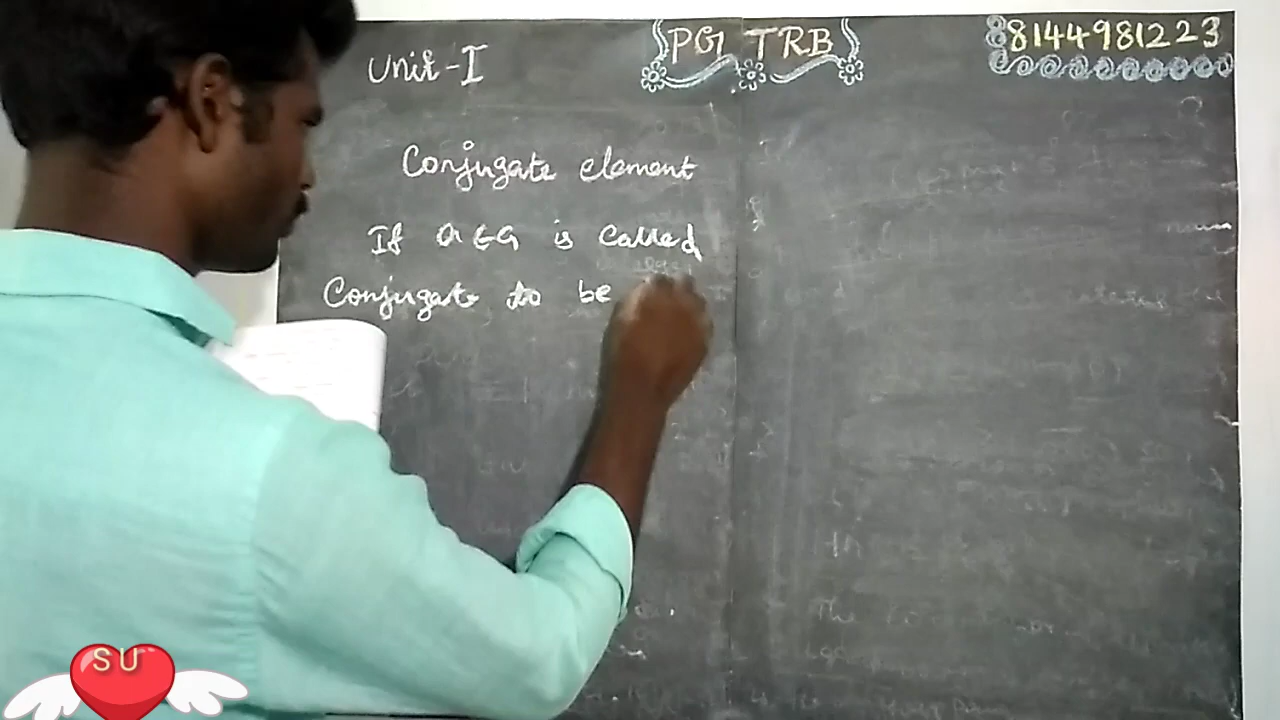 Unit - I
PG TRB
8144981223
Conjugate element
If a ∈ G is called
Conjugate to be
SU